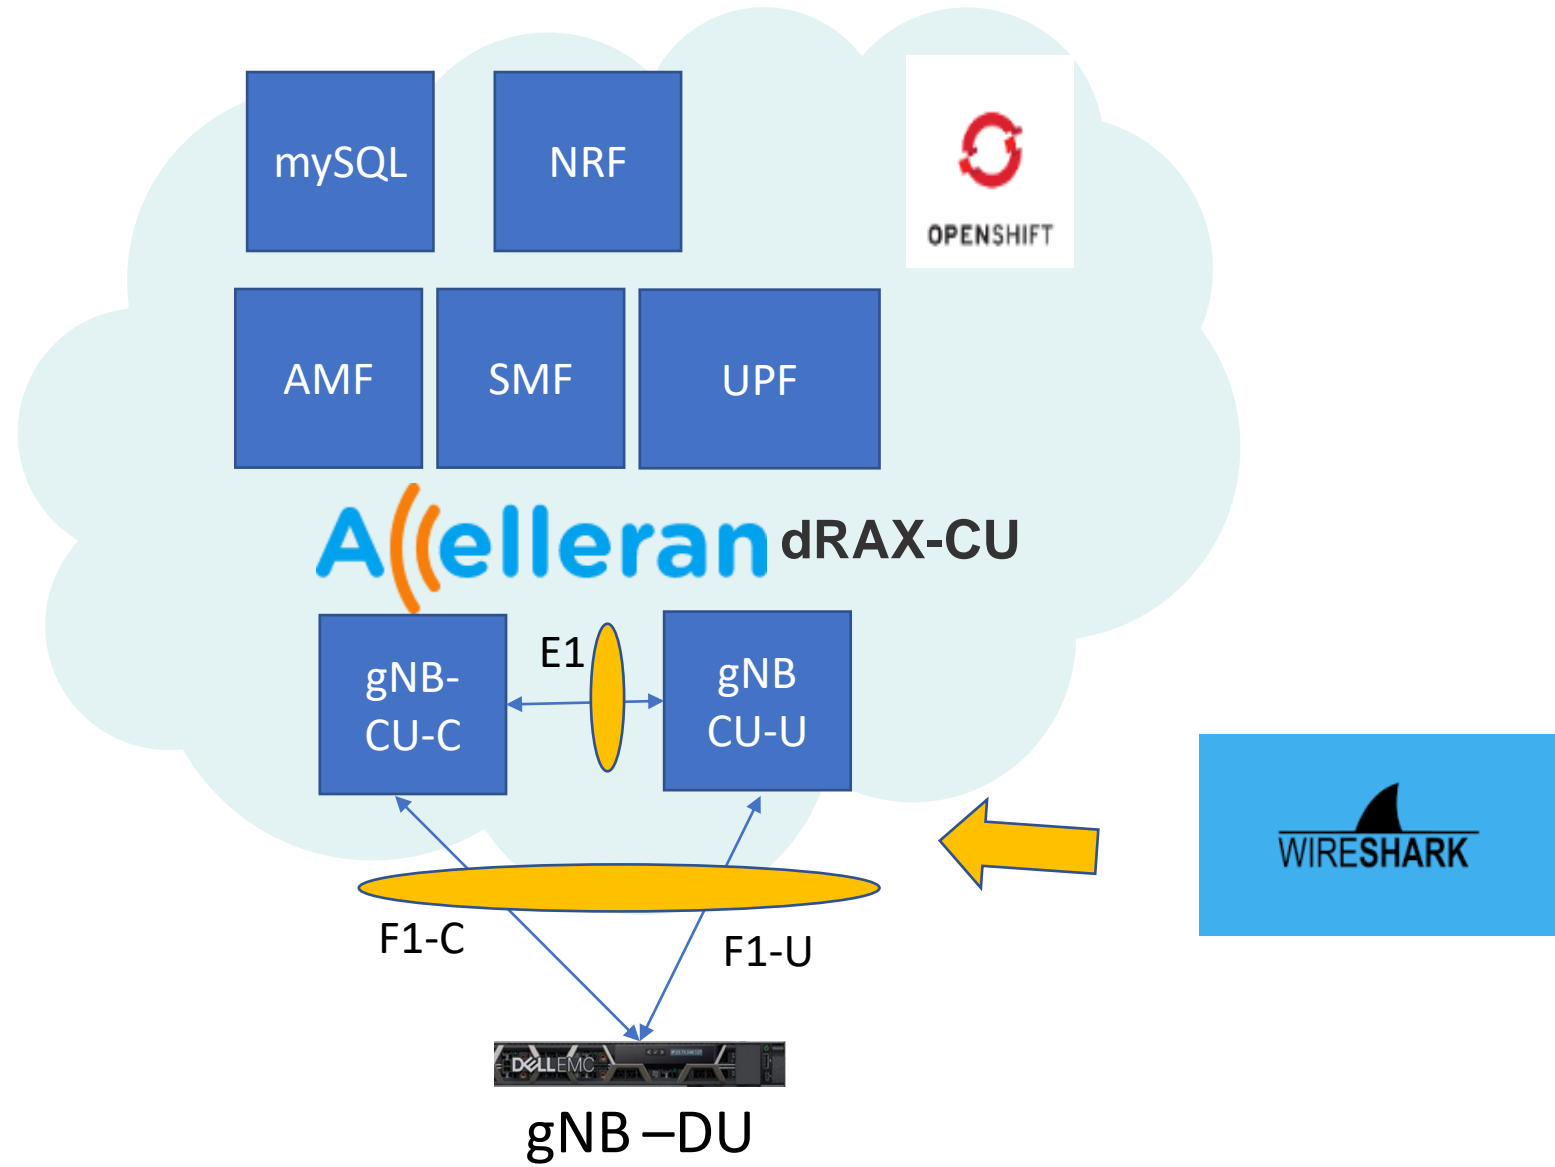 mySQL
NRF
OPENSHIFT
AMF
SMF
UPF
Accelleran dRAX-CU
gNB-
CU-C
E1
gNB
CU-U
WIRESHARK
F1-C
F1-U
DELLEMC
gNB –DU